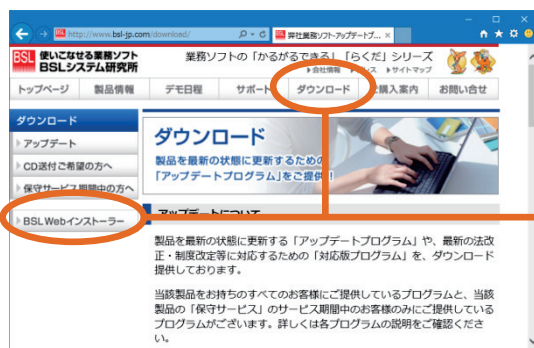 http://www.bsl-jp.com/download/
弊社業務ソフト-アップデートプ...
BSL 使いこなせる業務ソフト
BSLシステム研究所
業務ソフトの「かるがるできる」「らくだ」シリーズ
会社情報
サイトマップ
トップページ 製品情報 デモ日程 サポート ダウンロード 購入案内 お問い合せ
ダウンロード
アップデート
CD送付ご希望の方へ
保守サービス期間中の方へ
BSL Webインストーラー
ダウンロード
製品を最新の状態に更新するための
「アップデートプログラム」をご提供!
アップデートについて
製品を最新の状態に更新する「アップデートプログラム」や、最新の法改
正・制度改定等に対応するための「対応版プログラム」を、ダウンロード
提供しております。
当該製品をお持ちのすべてのお客様にご提供しているプログラムと、当該
製品の「保守サービス」のサービス期間中のお客様のみにご提供している
プログラムがございます。詳しくは各プログラムの説明をご確認くださ
い。